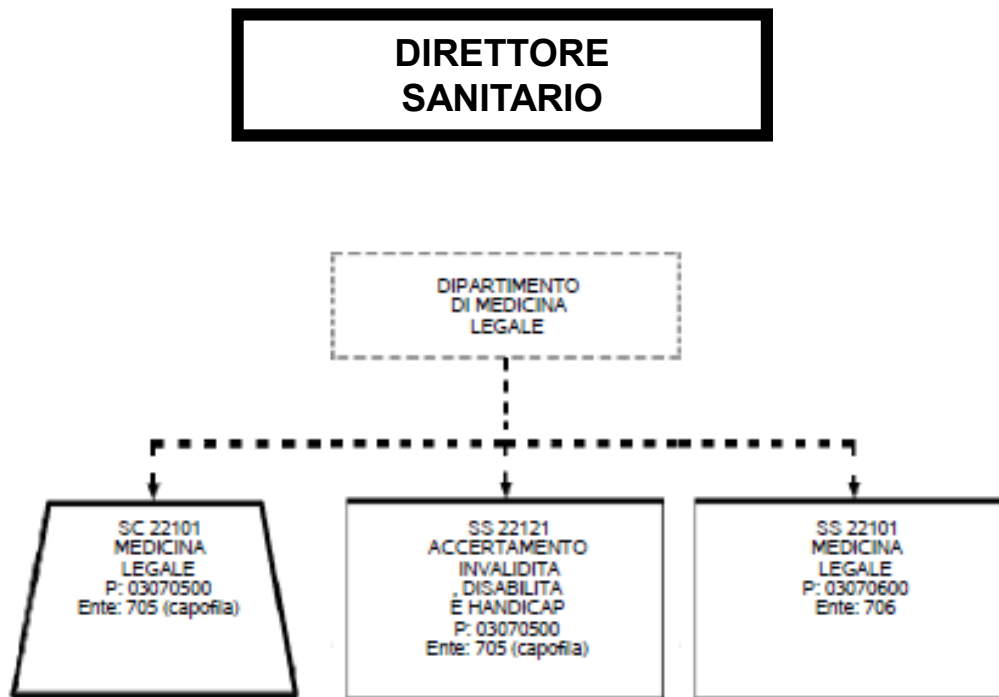 DIRETTORE
SANITARIO
DIPARTIMENTO
DI MEDICINA
LEGALE
SC 22101
MEDICINA
LEGALE
P: 03070500
Ente: 705 (capofila)
SS 22121
ACCERTAMENTO
INVALIDITA
, DISABILITA
E HANDICAP
P: 03070500
Ente: 705 (capofila)
SS 22101
MEDICINA
LEGALE
P: 03070600
Ente: 706